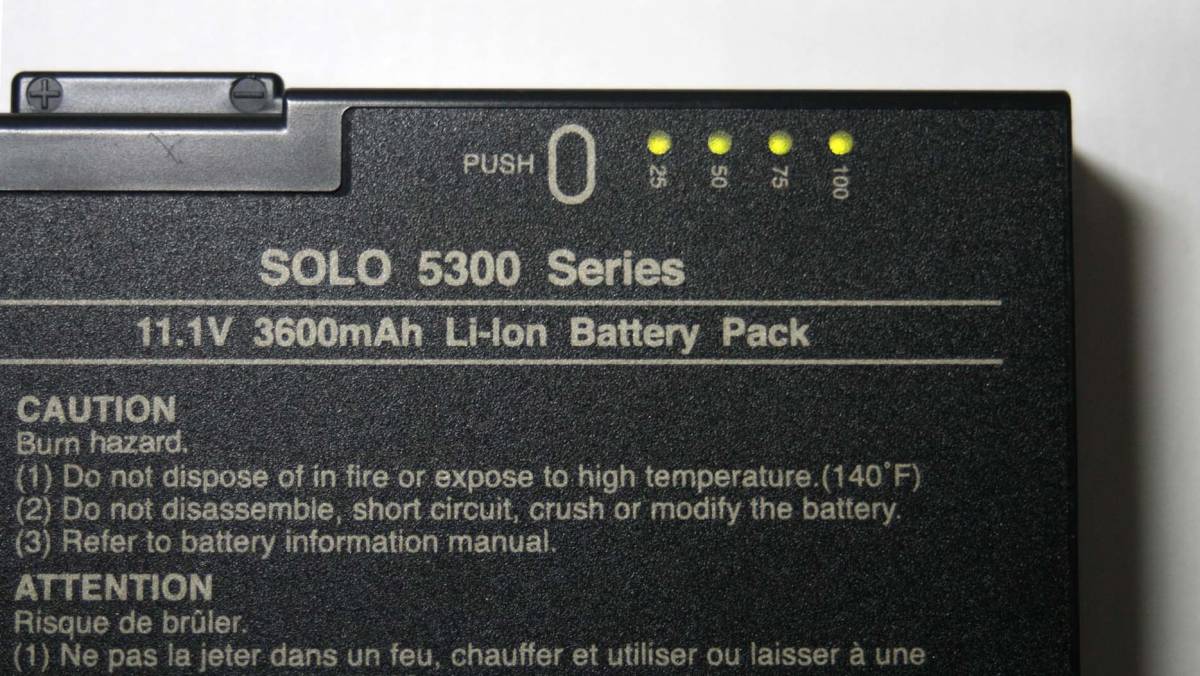 PUSH
25
50
75
100
SOLO 5300 Series
11.1V 3600mAh Li-Ion Battery Pack
CAUTION
Burn hazard.
(1) Do not dispose of in fire or expose to high temperature.(140°F)
(2) Do not disassemble, short circuit, crush or modify the battery.
(3) Refer to battery information manual.
ATTENTION
Risque de brûler.
(1) Ne pas la jeter dans un feu, chauffer et utiliser ou laisser à une